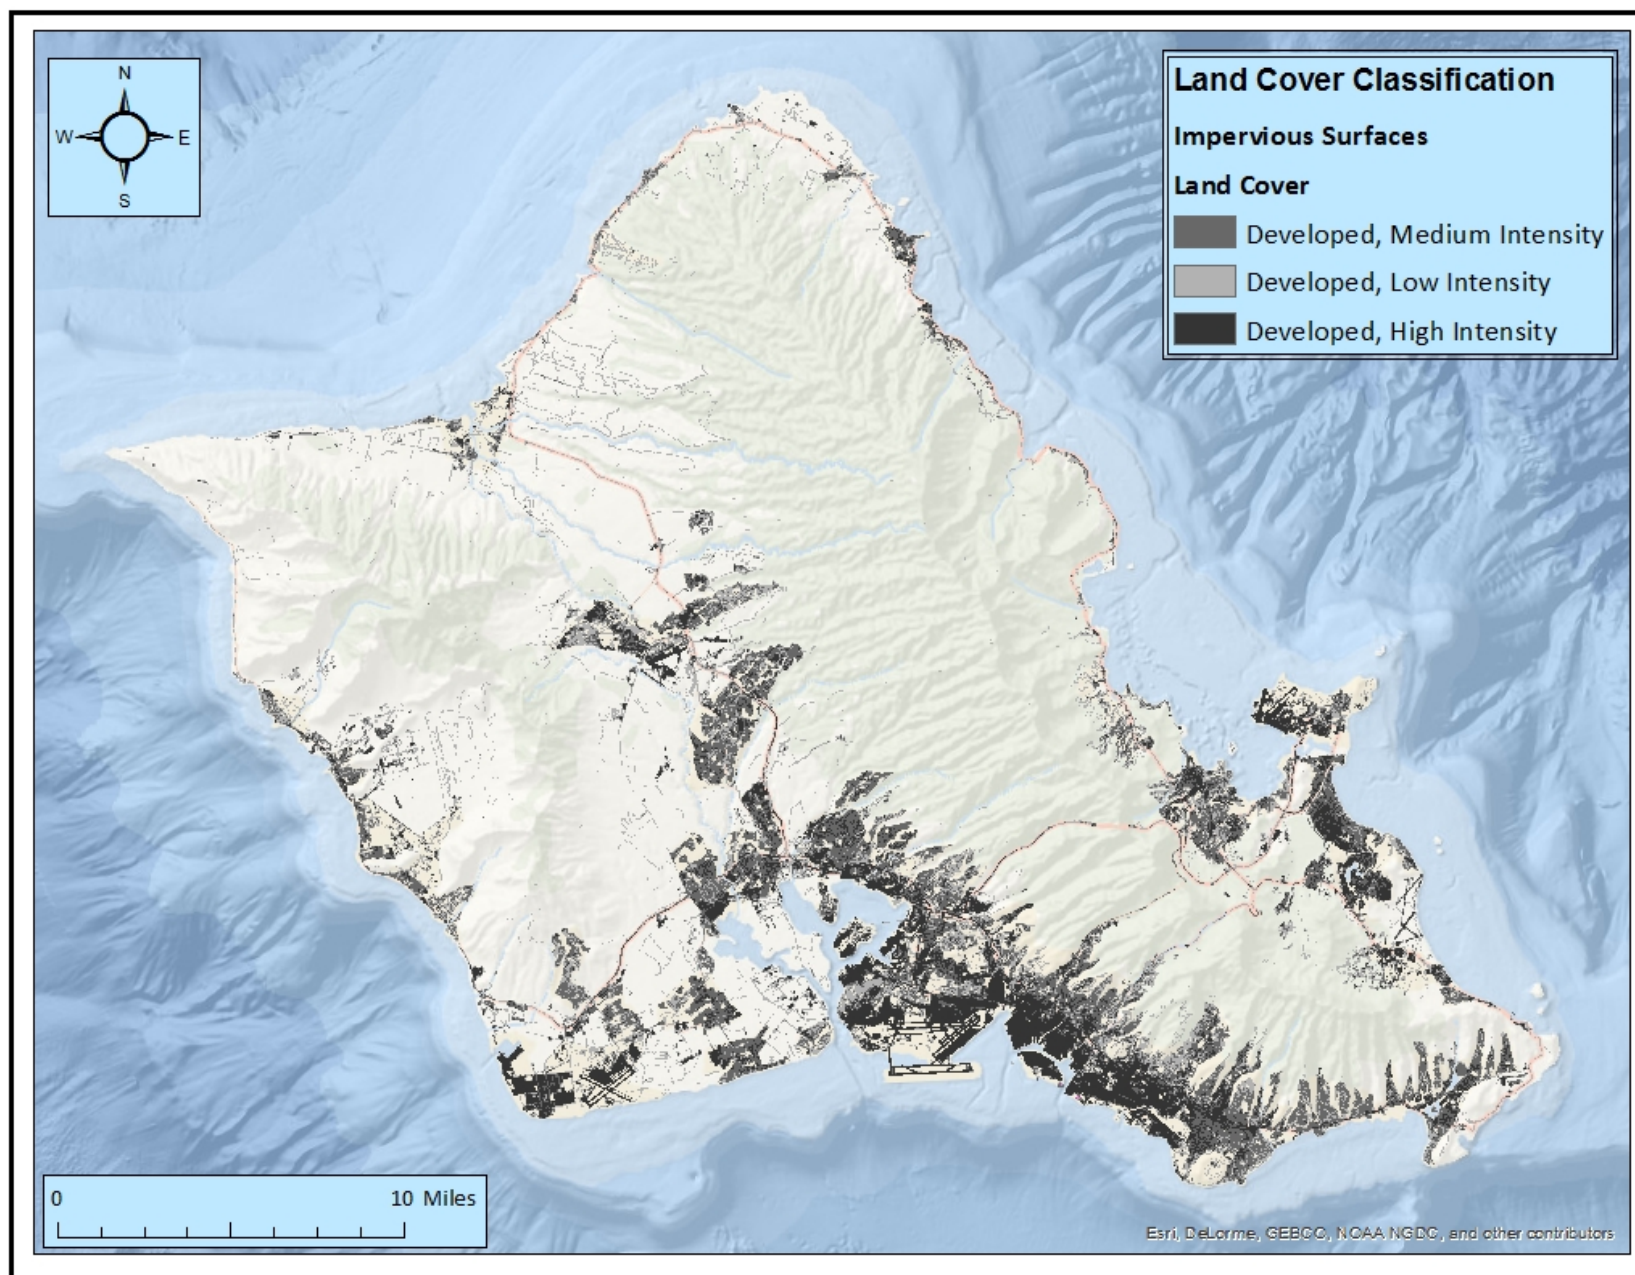 N
W E
S
Land Cover Classification
Impervious Surfaces
Land Cover
Developed, Medium Intensity
Developed, Low Intensity
Developed, High Intensity
0 10 Miles
Esri, DeLorme, GEBCO, NOAA NGDC, and other contributors